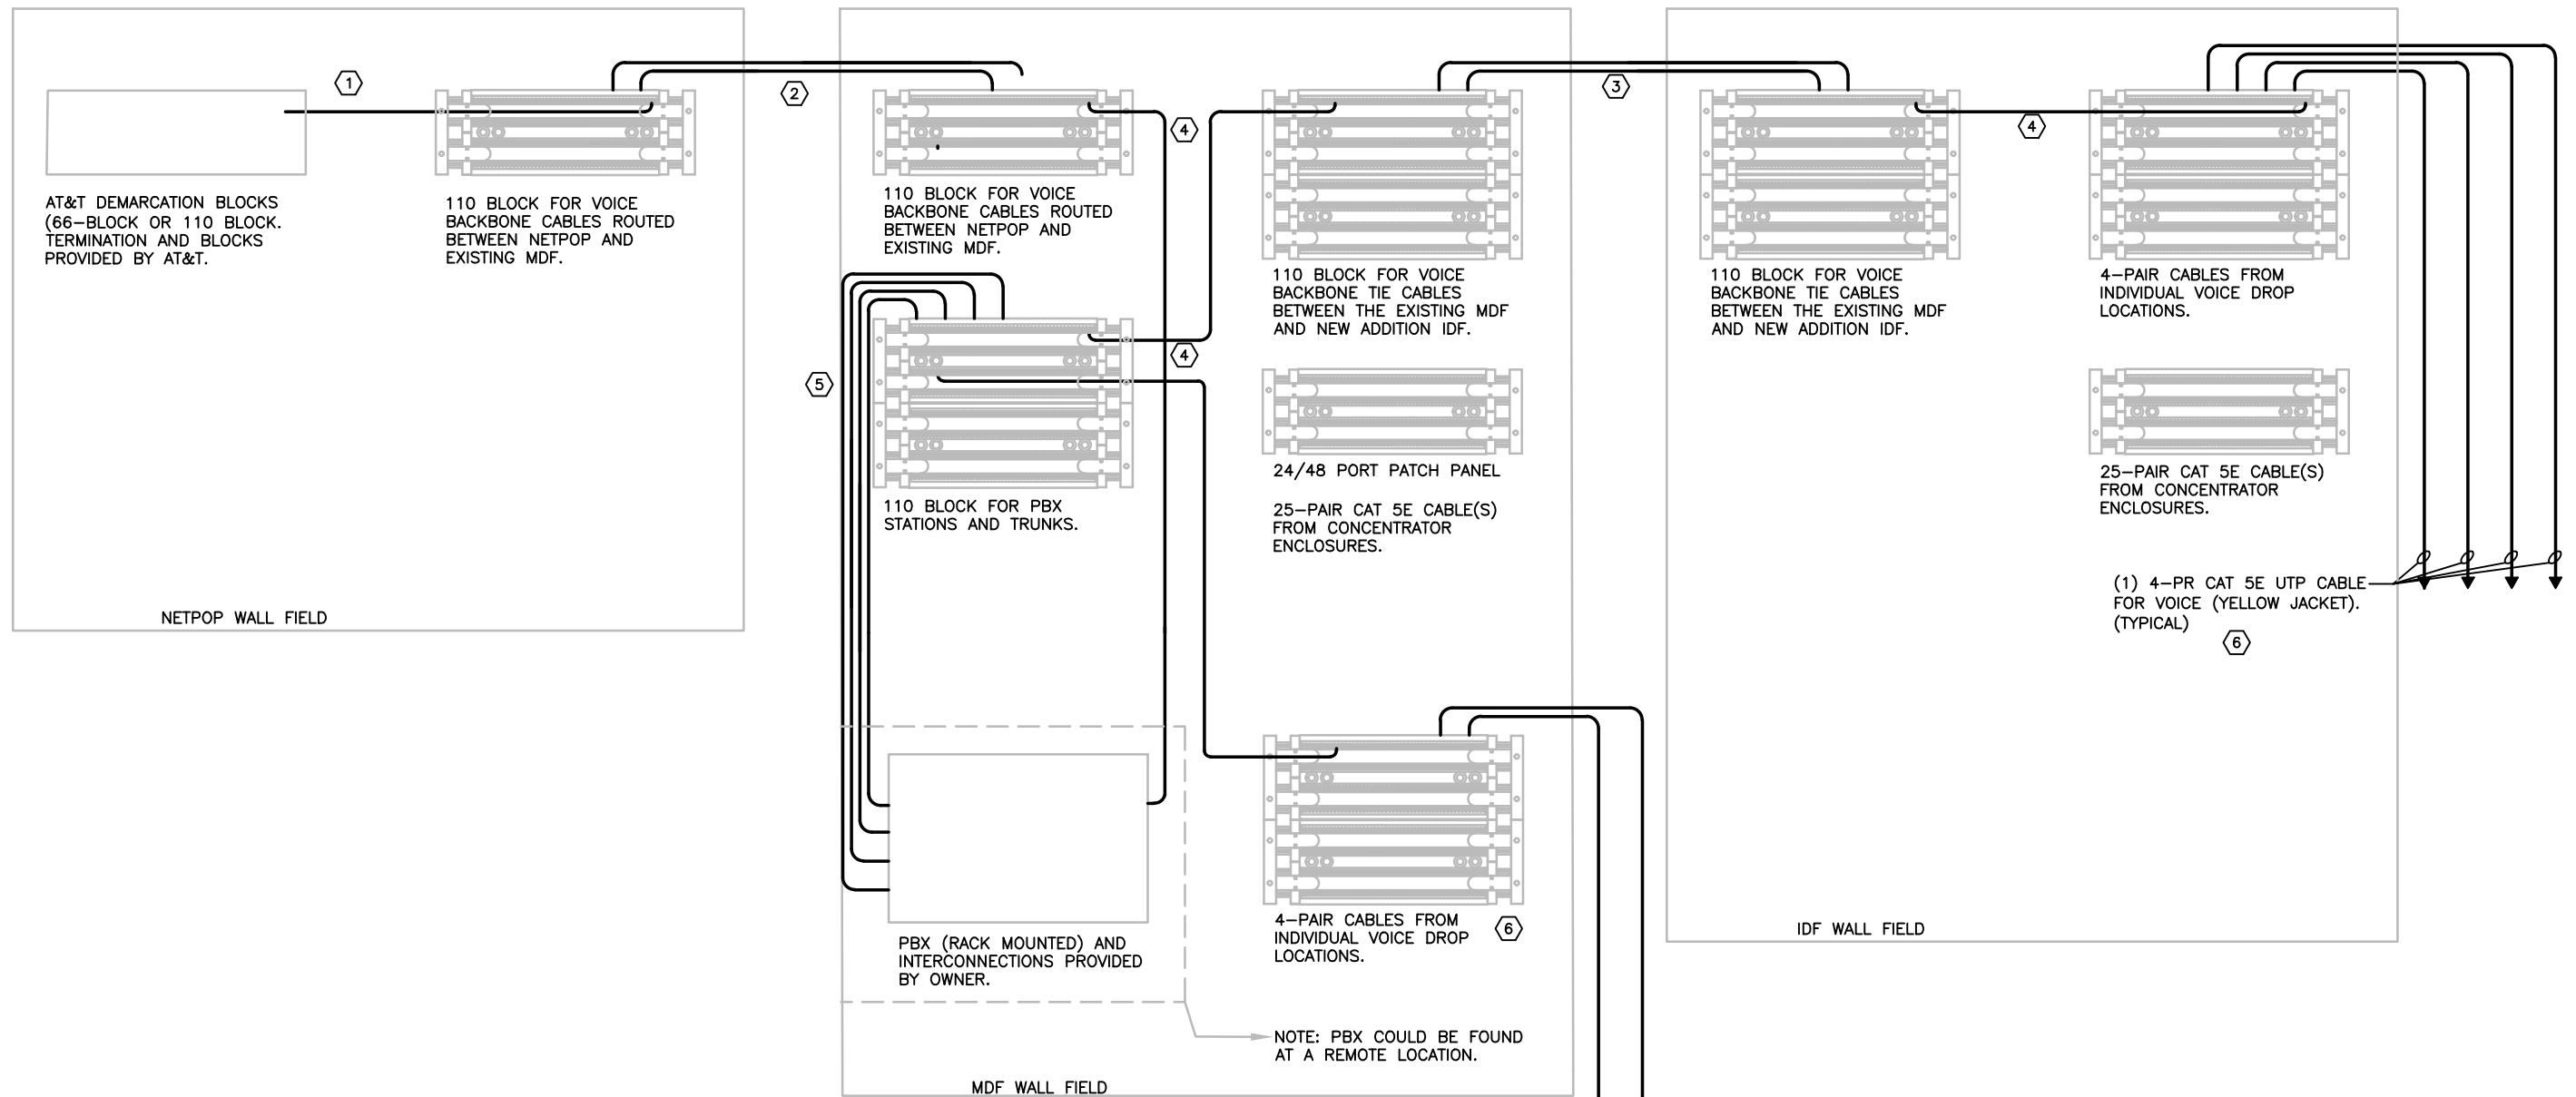 1
AT&T DEMARCATION BLOCKS
(66-BLOCK OR 110 BLOCK.
TERMINATION AND BLOCKS
PROVIDED BY AT&T.
110 BLOCK FOR VOICE
BACKBONE CABLES ROUTED
BETWEEN NETPOP AND
EXISTING MDF.
NETPOP WALL FIELD
2
110 BLOCK FOR VOICE
BACKBONE CABLES ROUTED
BETWEEN NETPOP AND
EXISTING MDF.
4
110 BLOCK FOR VOICE
BACKBONE TIE CABLES
BETWEEN THE EXISTING MDF
AND NEW ADDITION IDF.
4
5
110 BLOCK FOR PBX
STATIONS AND TRUNKS.
24/48 PORT PATCH PANEL
25-PAIR CAT 5E CABLE(S)
FROM CONCENTRATOR
ENCLOSURES.
PBX (RACK MOUNTED) AND
INTERCONNECTIONS PROVIDED
BY OWNER.
4-PAIR CABLES FROM
INDIVIDUAL VOICE DROP
LOCATIONS.
6
NOTE: PBX COULD BE FOUND
AT A REMOTE LOCATION.
MDF WALL FIELD
3
110 BLOCK FOR VOICE
BACKBONE TIE CABLES
BETWEEN THE EXISTING MDF
AND NEW ADDITION IDF.
4
4-PAIR CABLES FROM
INDIVIDUAL VOICE DROP
LOCATIONS.
25-PAIR CAT 5E CABLE(S)
FROM CONCENTRATOR
ENCLOSURES.
(1) 4-PR CAT 5E UTP CABLE
FOR VOICE (YELLOW JACKET).
(TYPICAL)
6
IDF WALL FIELD